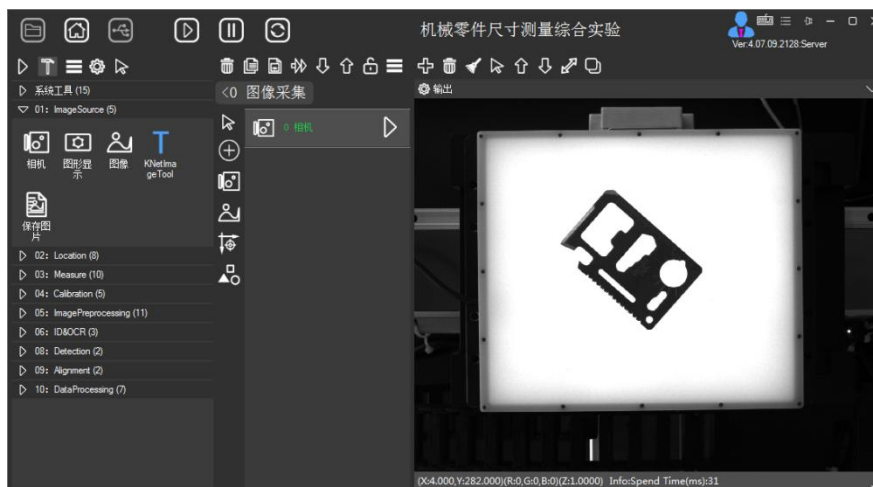 机械零件尺寸测量综合实验
Ver:4.07.09.2128:Server
系统工具 (15)
01: ImageSource (5)
相机
图形显示
图像
KNetImageTool
保存图片
02: Location (8)
03: Measure (10)
04: Calibration (5)
05: ImagePreprocessing (11)
06: ID&OCR (3)
08: Detection (2)
09: Alignment (2)
10: DataProcessing (7)
<0 图像采集
0 相机
输出
(X:4.000,Y:282.000)(R:0,G:0,B:0)(Z:1.0000) Info:Spend Time(ms):31